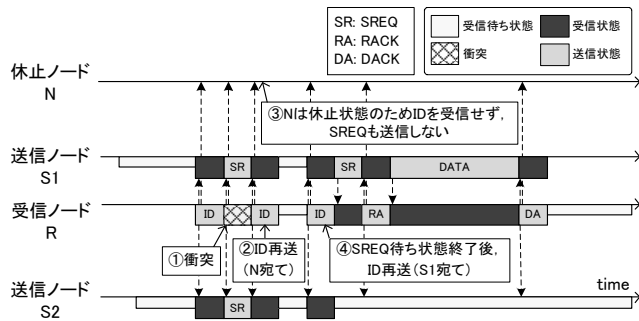 SR: SREQ
RA: RACK
DA: DACK
受信待ち状態
受信状態
衝突
送信状態
休止ノード
N
③Nは休止状態のためIDを受信せず,
SREQも送信しない
送信ノード
S1
SR
SR
DATA
受信ノード
R
ID
ID
ID
RA
DA
①衝突
②ID再送
(N宛て)
④SREQ待ち状態終了後,
ID再送(S1宛て)
送信ノード
S2
SR
time